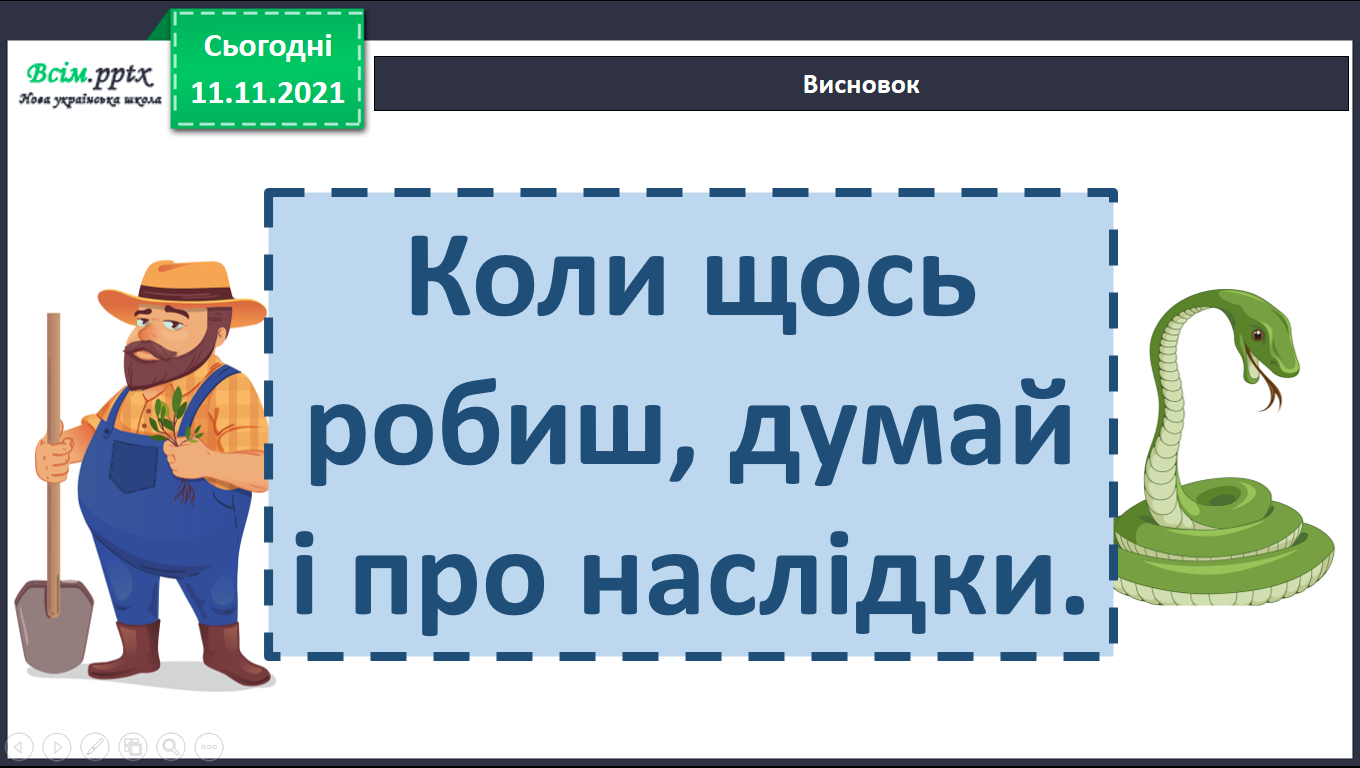 Сьогодні
11.11.2021
Всім.pptx
Нова українська школа
Висновок
Коли щось
робиш, думай
і про наслідки.